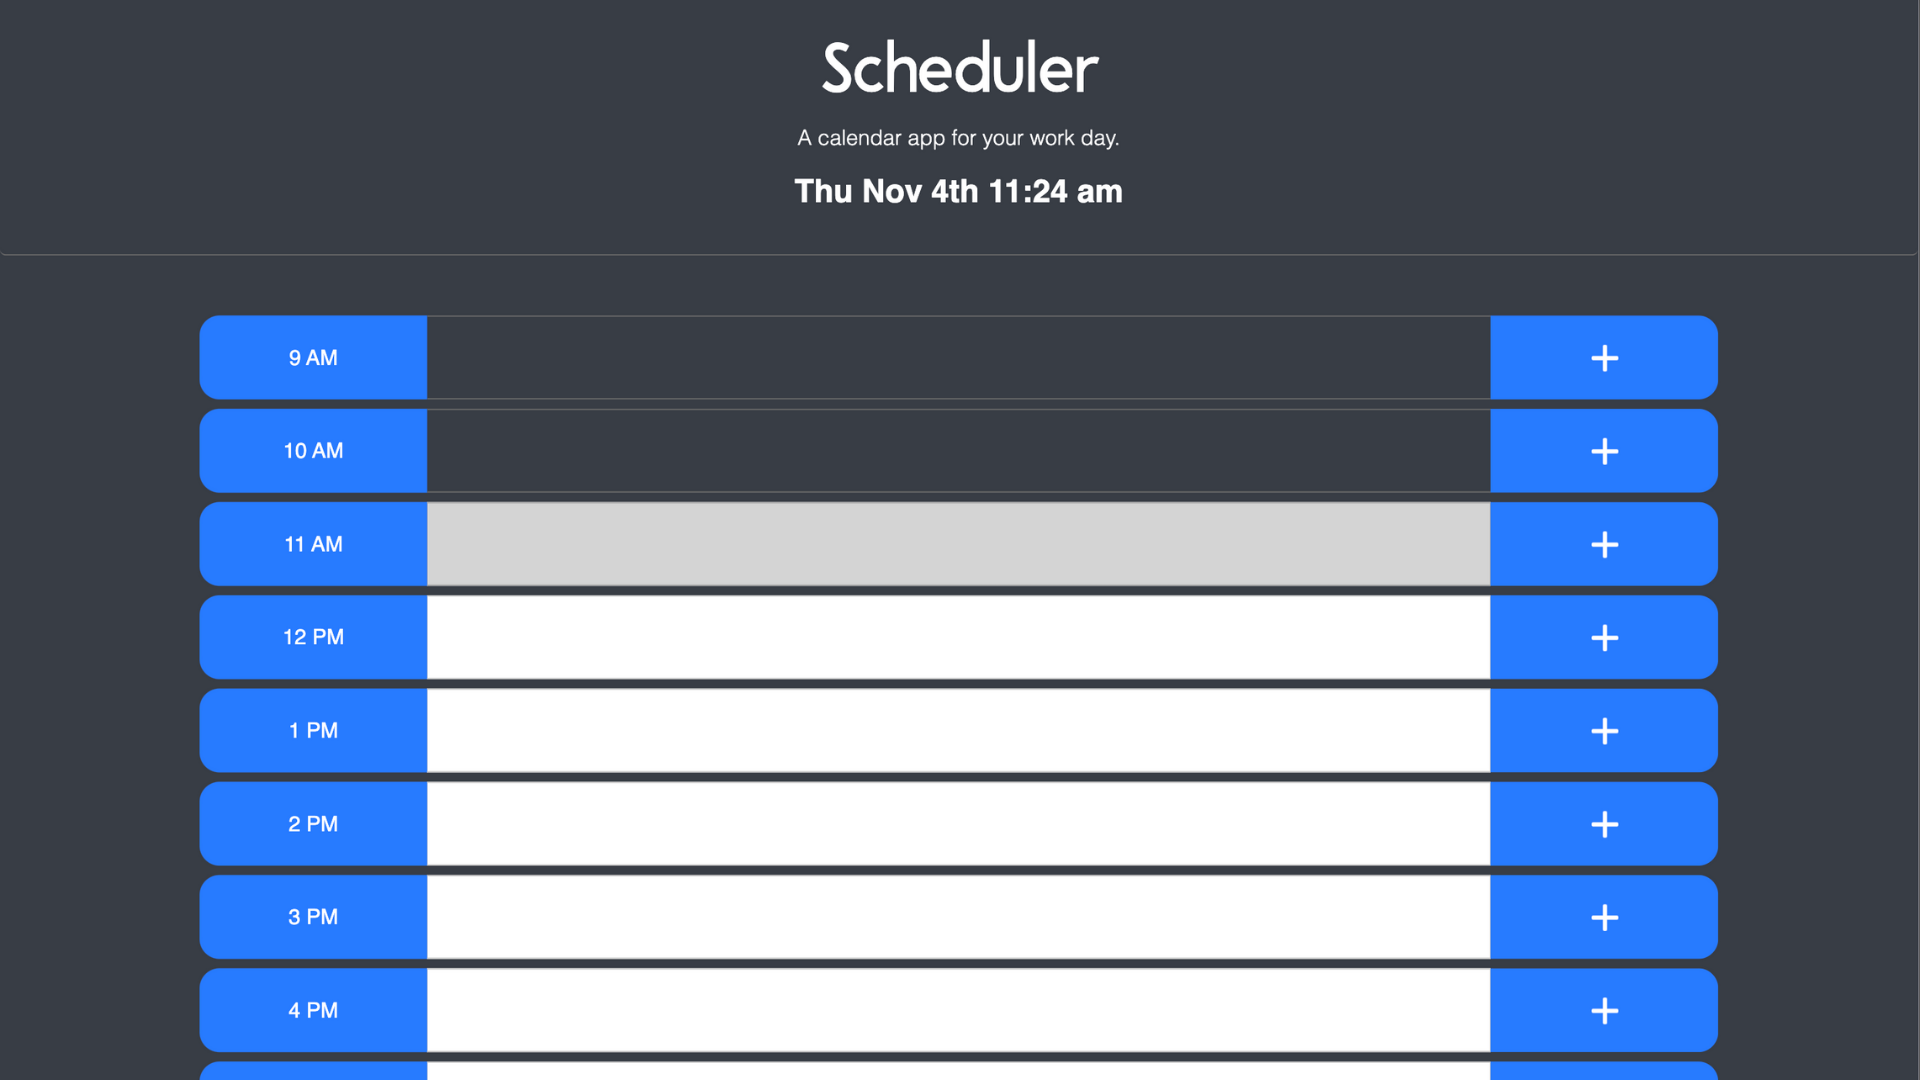 Scheduler
A calendar app for your work day.
Thu Nov 4th 11:24 am
9 AM
10 AM
11 AM
12 PM
1 PM
2 PM
3 PM
4 PM